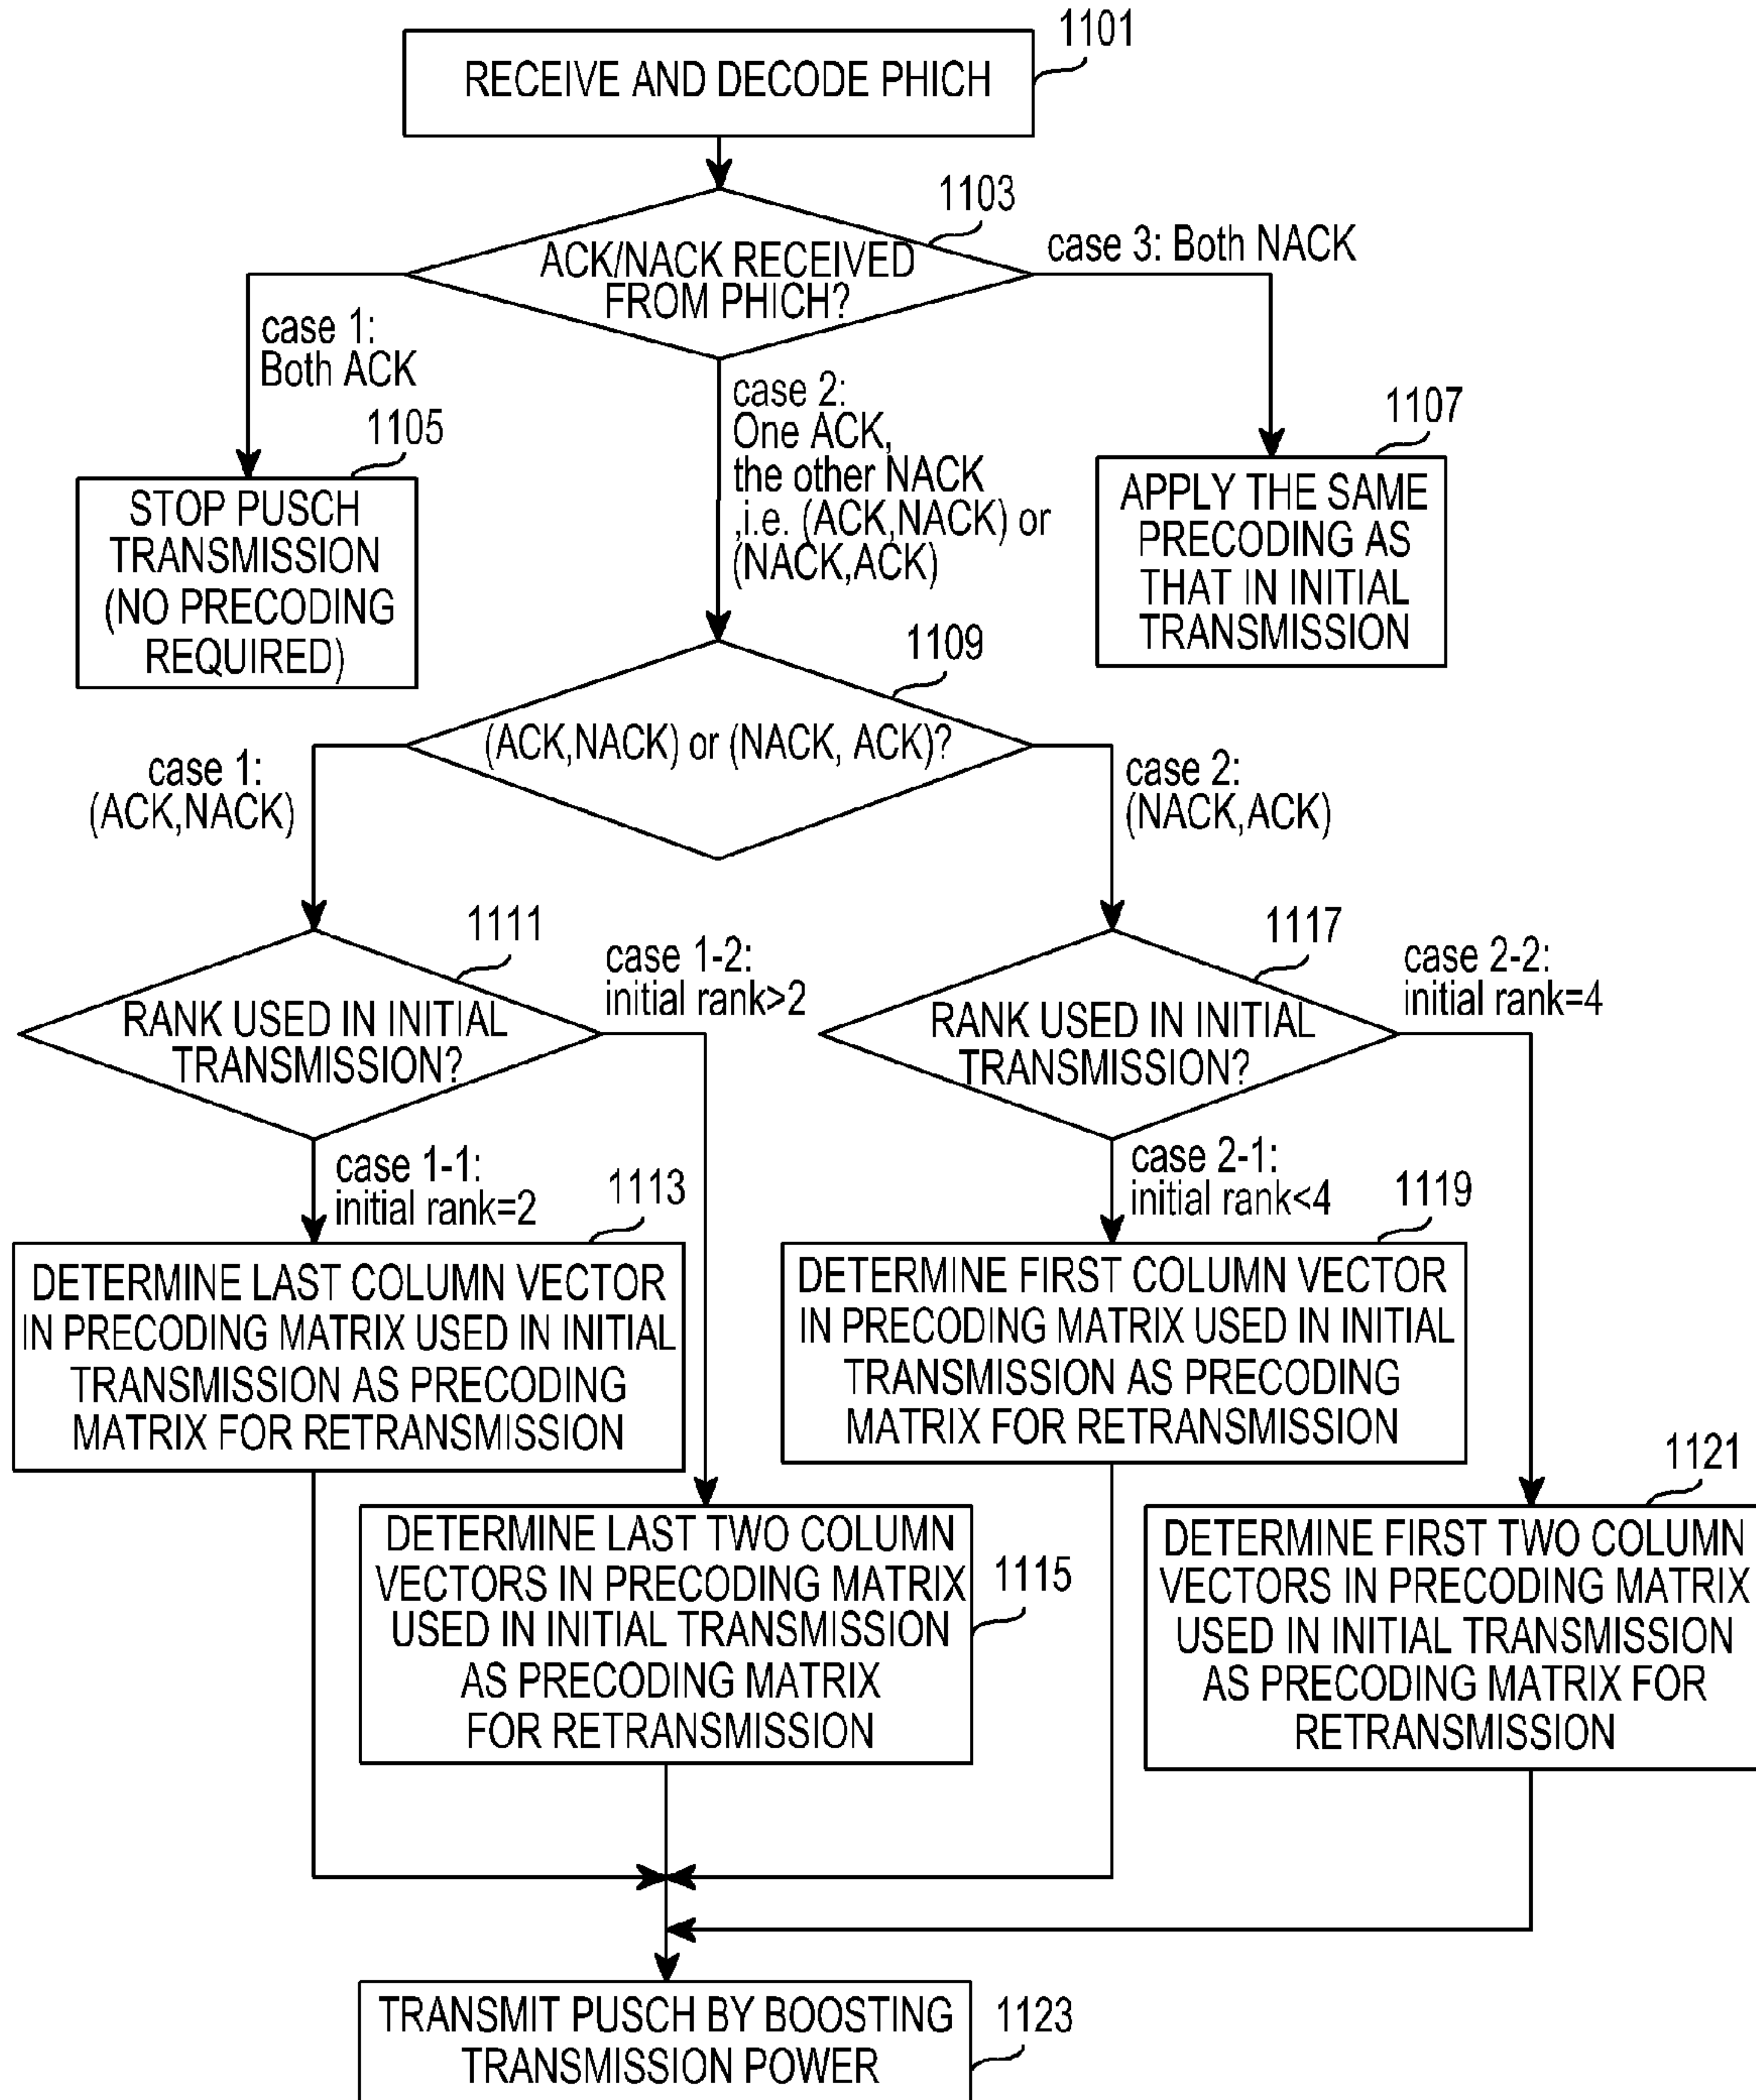 1101
RECEIVE AND DECODE PHICH
1103
ACK/NACK RECEIVED
FROM PHICH?
case 3: Both NACK
case 1:
Both ACK
case 2:
One ACK,
the other NACK
,i.e. (ACK,NACK) or
(NACK,ACK)
1105
STOP PUSCH
TRANSMISSION
(NO PRECODING
REQUIRED)
1107
APPLY THE SAME
PRECODING AS
THAT IN INITIAL
TRANSMISSION
1109
(ACK,NACK) or (NACK, ACK)?
case 1:
(ACK,NACK)
case 2:
(NACK,ACK)
1111
RANK USED IN INITIAL
TRANSMISSION?
case 1-2:
initial rank>2
1117
RANK USED IN INITIAL
TRANSMISSION?
case 2-2:
initial rank=4
case 1-1:
initial rank=2
1113
DETERMINE LAST COLUMN VECTOR
IN PRECODING MATRIX USED IN INITIAL
TRANSMISSION AS PRECODING
MATRIX FOR RETRANSMISSION
case 2-1:
initial rank<4
1119
DETERMINE FIRST COLUMN VECTOR
IN PRECODING MATRIX USED IN INITIAL
TRANSMISSION AS PRECODING
MATRIX FOR RETRANSMISSION
DETERMINE LAST TWO COLUMN
VECTORS IN PRECODING MATRIX
USED IN INITIAL TRANSMISSION
AS PRECODING MATRIX
FOR RETRANSMISSION
1115
1121
DETERMINE FIRST TWO COLUMN
VECTORS IN PRECODING MATRIX
USED IN INITIAL TRANSMISSION
AS PRECODING MATRIX FOR
RETRANSMISSION
TRANSMIT PUSCH BY BOOSTING
TRANSMISSION POWER
1123